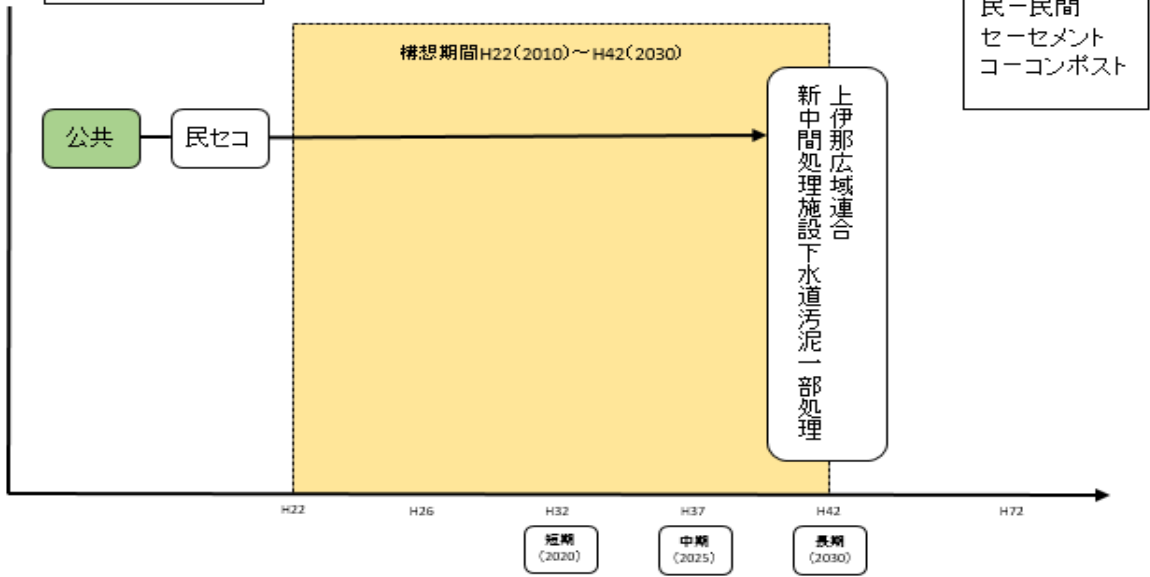 民ー民間
セーセメント
コーコンポスト
構想期間H22(2010)～H42(2030)
公共
民セコ
上伊那広域連合
新中間処理施設下水道汚泥一部処理
H22
H26
H32
H37
H42
H72
短期
(2020)
中期
(2025)
長期
(2030)